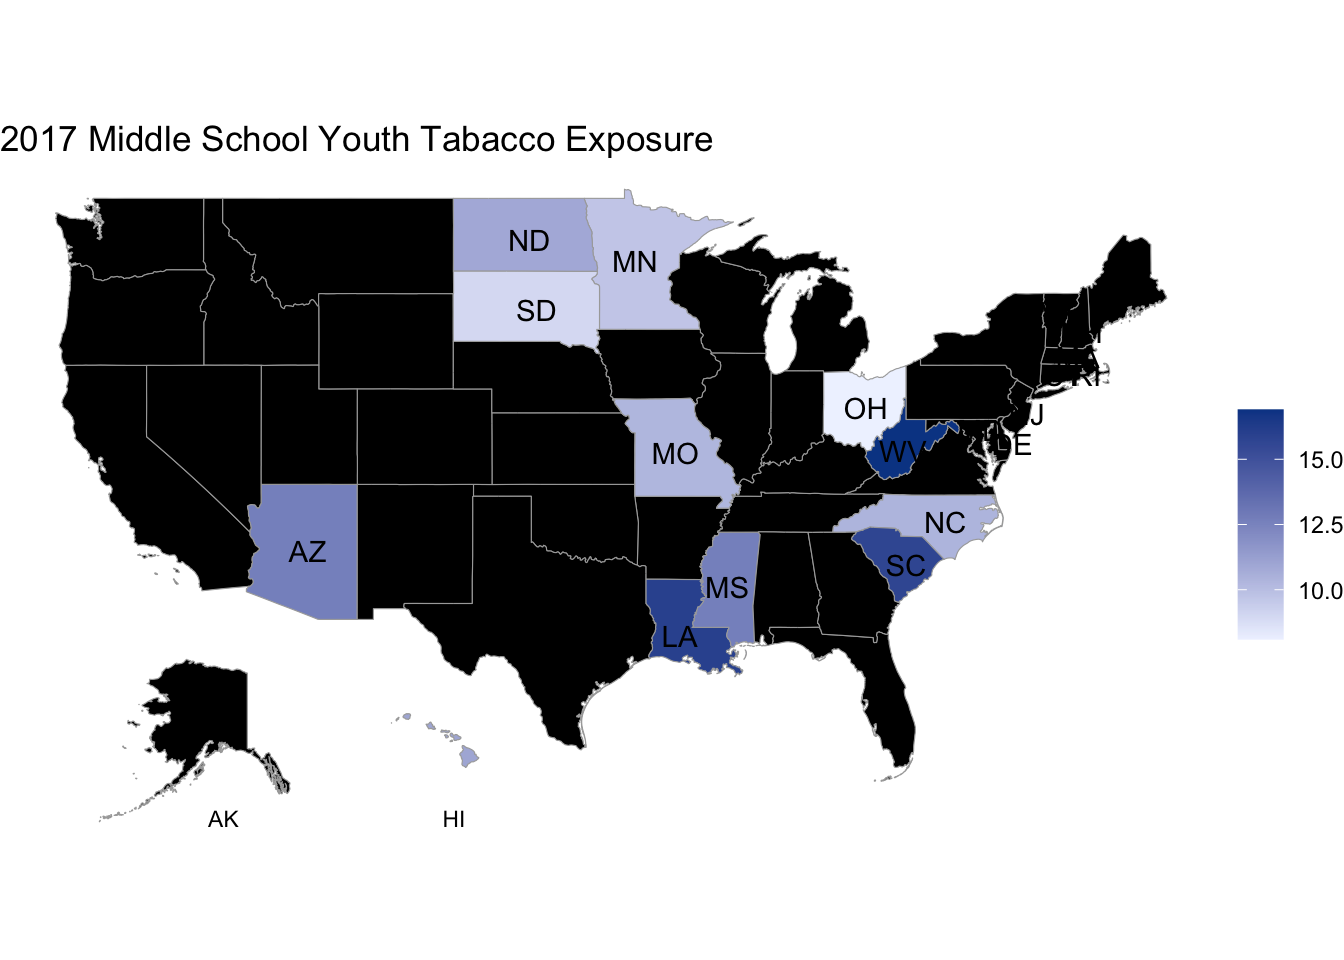 2017 Middle School Youth Tabacco Exposure
ND
MN
SD
OH
MO
WV
DE
NC
AZ
SC
MS
LA
AK
HI
15.0
12.5
10.0